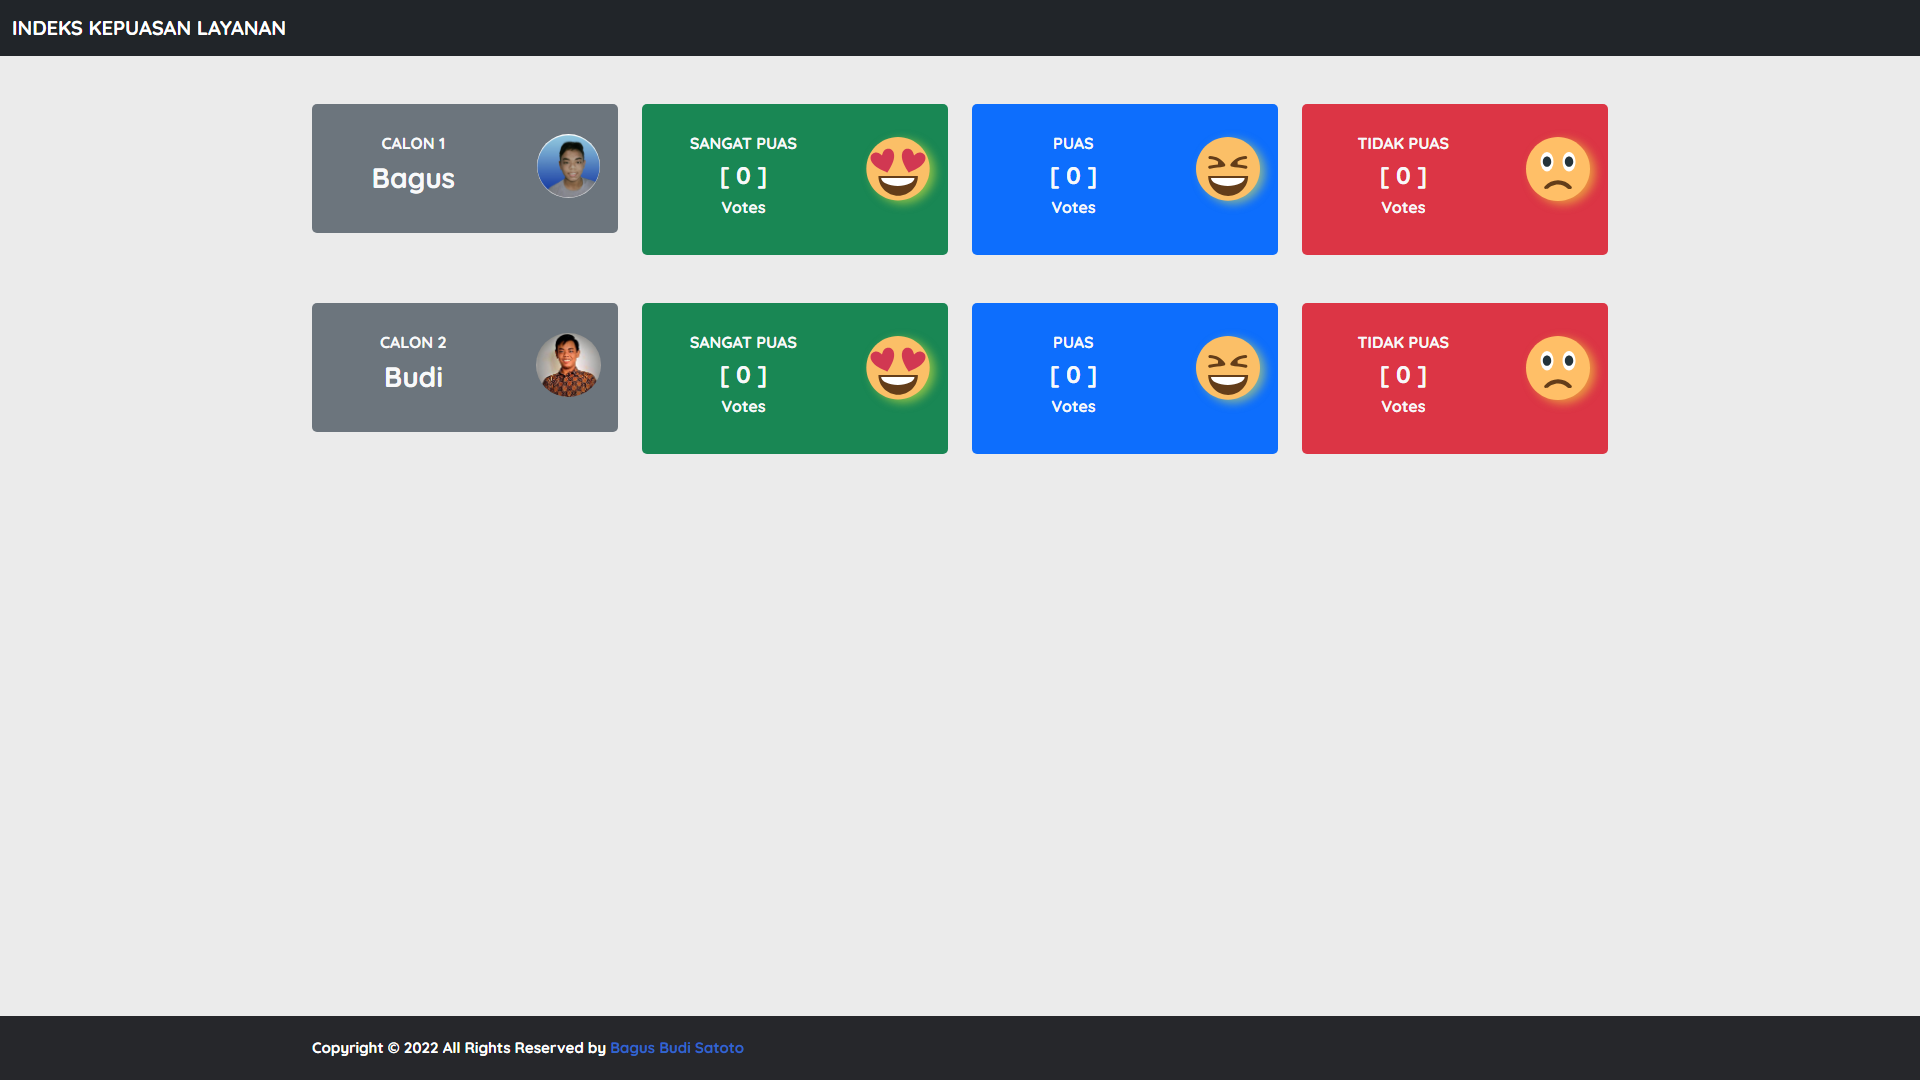 INDEKS KEPUASAN LAYANAN
CALON 1
Bagus
SANGAT PUAS
[ 0 ]
Votes
PUAS
[ 0 ]
Votes
TIDAK PUAS
[ 0 ]
Votes
CALON 2
Budi
SANGAT PUAS
[ 0 ]
Votes
PUAS
[ 0 ]
Votes
TIDAK PUAS
[ 0 ]
Votes
Copyright © 2022 All Rights Reserved by Bagus Budi Satoto